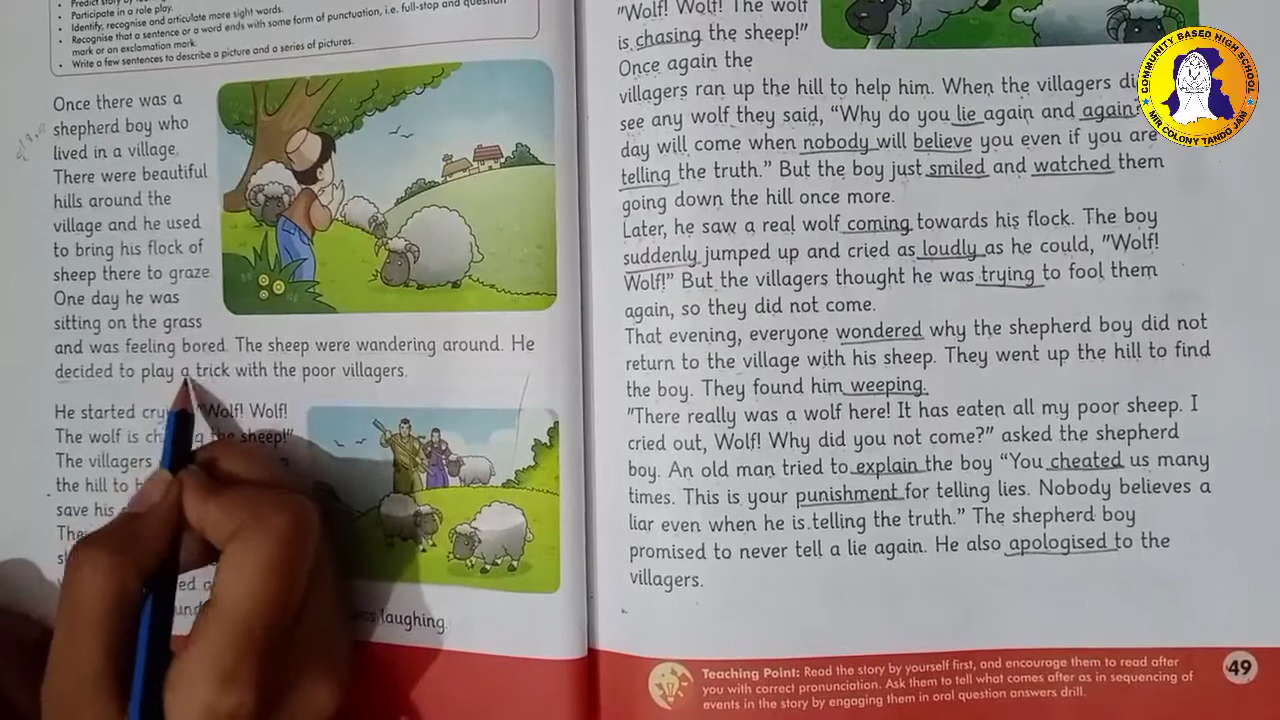 Participate in a role play.
Identify, recognise and articulate more sight words.
Recognise that a sentence or a word ends with some form of punctuation, i.e. full-stop and question
mark or an exclamation mark.
Write a few sentences to describe a picture and a series of pictures.
Once there was a
shepherd boy who
lived in a village.
There were beautiful
hills around the
village and he used
to bring his flock of
sheep there to graze
One day he was
sitting on the grass
and was feeling bored. The sheep were wandering around. He
decided to play a trick with the poor villagers.
He started "Wolf! Wolf!
The wolf is the sheep!"
The villagers
the hill to
save his
laughing.
"Wolf! Wolf! The wolf
is chasing the sheep!"
Once again the
villagers ran up the hill to help him. When the villagers
see any wolf they said, "Why do you lie again and again?
day will come when nobody will believe you even if you are
telling the truth." But the boy just smiled and watched them
going down the hill once more.
Later, he saw a real wolf coming towards his flock. The boy
suddenly jumped up and cried as loudly as he could, "Wolf!
Wolf!" But the villagers thought he was trying to fool them
again, so they did not come.
That evening, everyone wondered why the shepherd boy did not
return to the village with his sheep. They went up the hill to find
the boy. They found him weeping.
"There really was a wolf here! It has eaten all my poor sheep. I
cried out, Wolf! Why did you not come?" asked the shepherd
boy. An old man tried to explain the boy "You cheated us many
times. This is your punishment for telling lies. Nobody believes a
liar even when he is telling the truth." The shepherd boy
promised to never tell a lie again. He also apologised to the
villagers.
Teaching Point: Read the story by yourself first, and encourage them to read after
you with correct pronunciation. Ask them to tell what comes after as in sequencing of
events in the story by engaging them in oral question answers drill.
49
COMMUNITY BASED HIGH SCHOOL
MIR COLONY TANDO JAM